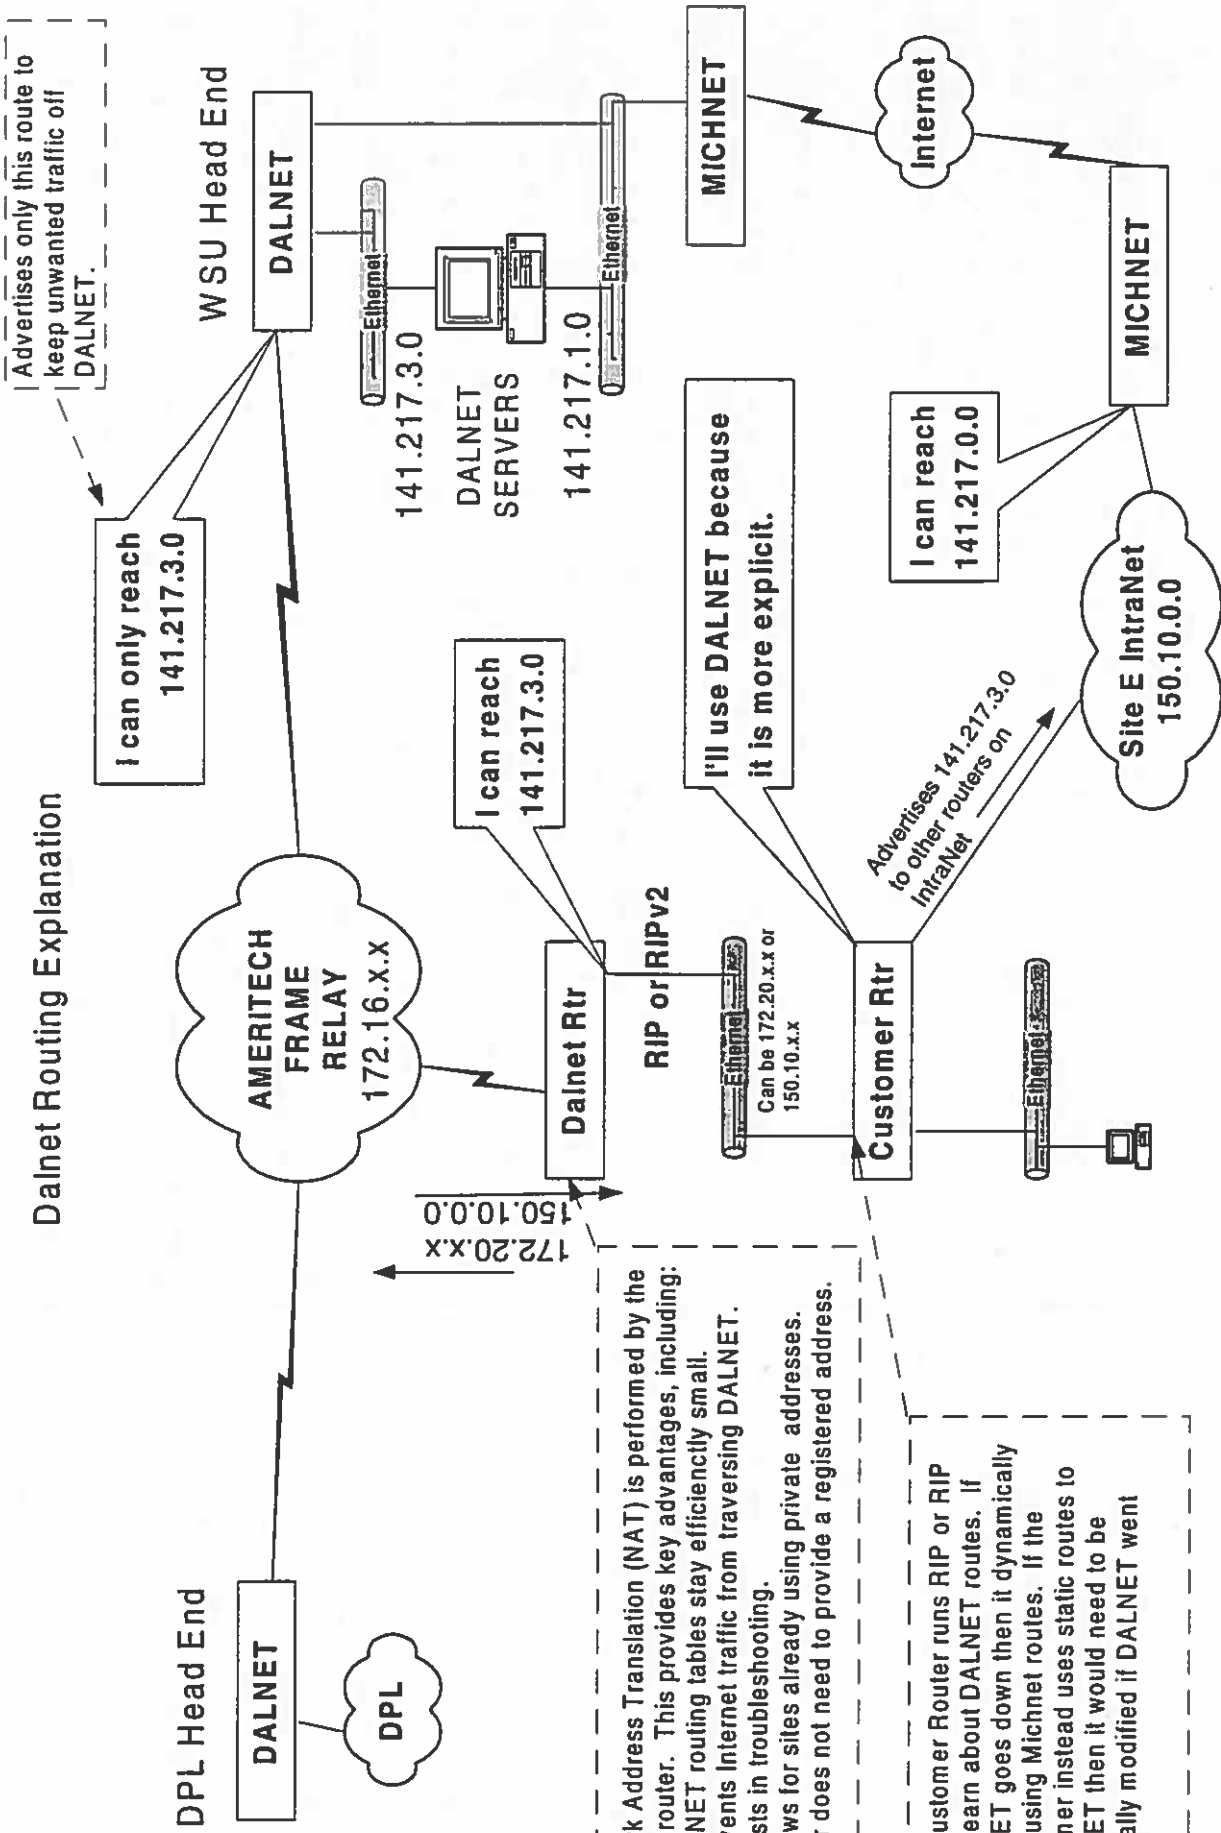 Dalnet Routing Explanation
DPL Head End
DALNET
DPL
AMERITECH
FRAME
RELAY
172.16.x.x
I can only reach
141.217.3.0
Advertises only this route to
keep unwanted traffic off
DALNET.
WSU Head End
DALNET
Ethernet
141.217.3.0
DALNET
SERVERS
141.217.1.0
Ethernet
MICHNET
Internet
MICHNET
I can reach
141.217.0.0
Site E IntraNet
150.10.0.0
172.20.x.x
150.10.0.0
Dalnet Rtr
I can reach
141.217.3.0
RIP or RIPv2
Ethernet
Can be 172.20.x.x or
150.10.x.x
Customer Rtr
I'll use DALNET because
it is more explicit.
Advertises 141.217.3.0
to other routers on
IntraNet
Ethernet
k Address Translation (NAT) is performed by the
router. This provides key advantages, including:
NET routing tables stay efficienctly small.
vents Internet traffic from traversing DALNET.
sts in troubleshooting.
ws for sites already using private addresses.
r does not need to provide a registered address.
ustomer Router runs RIP or RIP
earn about DALNET routes. If
ET goes down then it dynamically
using Michnet routes. If the
ner instead uses static routes to
ET then it would need to be
ally modified if DALNET went